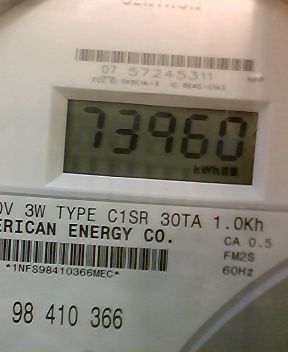 07 57245311
73960
kWh
V 3W TYPE C1SR 30TA 1.0Kh
ERICAN ENERGY CO.
CA 0.5
FM2S
*1NFS98410366MEC*
60Hz
98 410 366